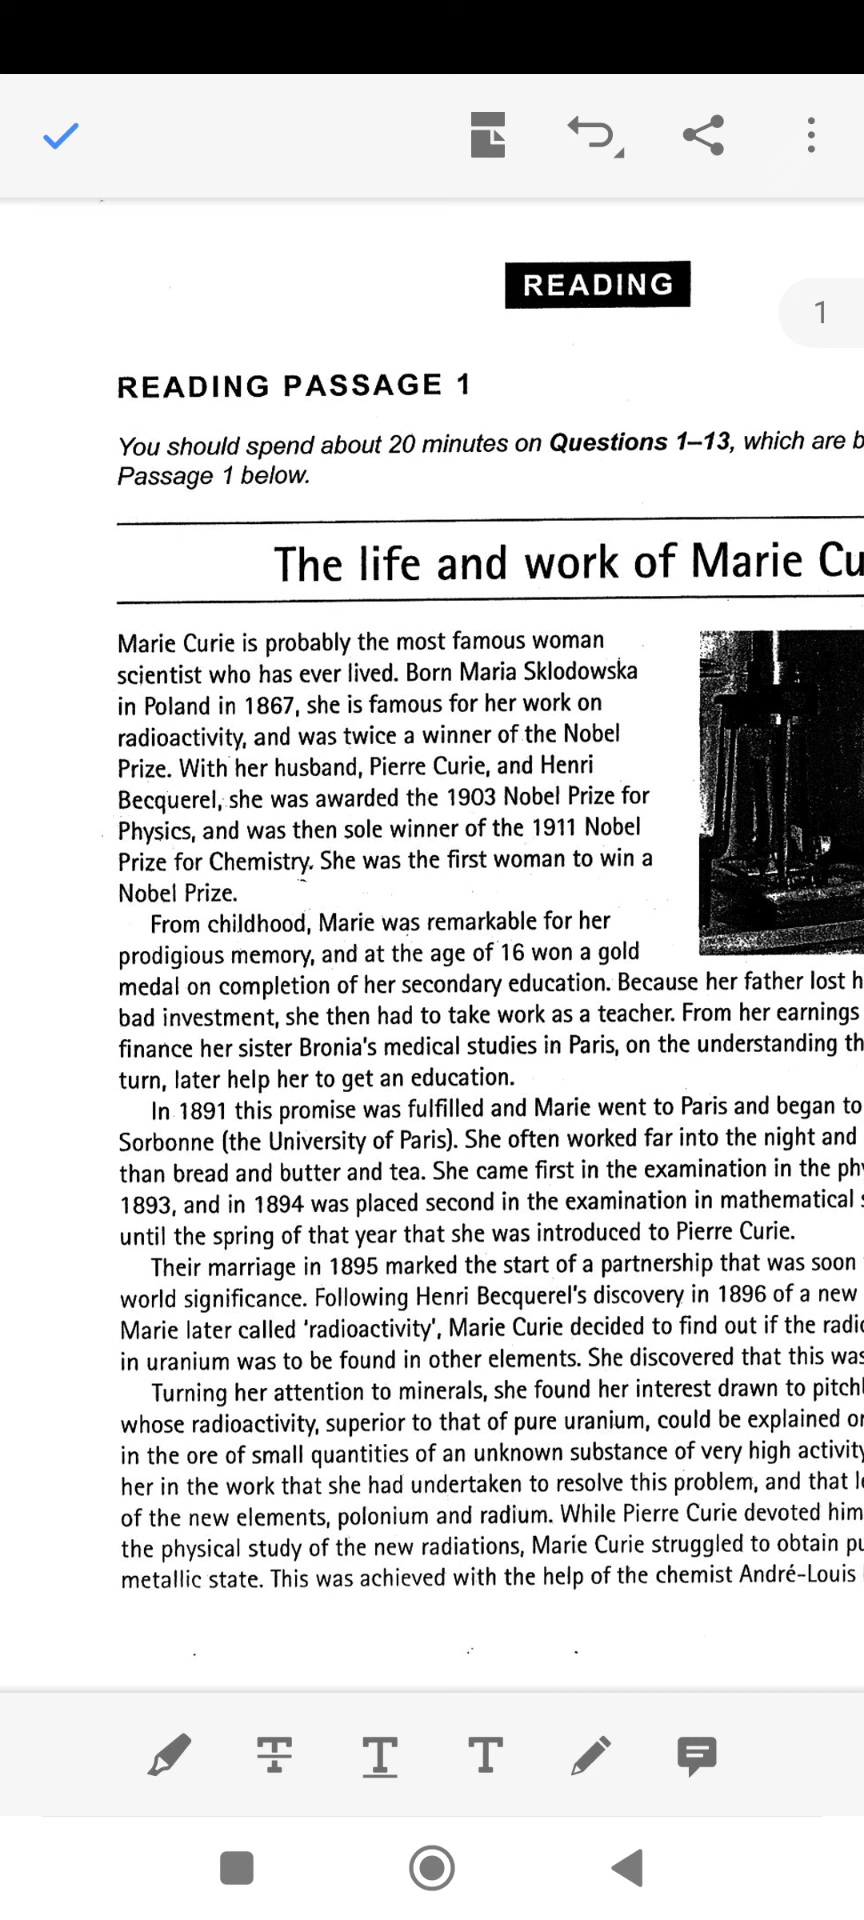 READING
1
READING PASSAGE 1
You should spend about 20 minutes on Questions 1–13, which are b
Passage 1 below.
The life and work of Marie Cu
Marie Curie is probably the most famous woman
scientist who has ever lived. Born Maria Sklodowska
in Poland in 1867, she is famous for her work on
radioactivity, and was twice a winner of the Nobel
Prize. With her husband, Pierre Curie, and Henri
Becquerel, she was awarded the 1903 Nobel Prize for
Physics, and was then sole winner of the 1911 Nobel
Prize for Chemistry. She was the first woman to win a
Nobel Prize.
From childhood, Marie was remarkable for her
prodigious memory, and at the age of 16 won a gold
medal on completion of her secondary education. Because her father lost h
bad investment, she then had to take work as a teacher. From her earnings
finance her sister Bronia's medical studies in Paris, on the understanding th
turn, later help her to get an education.
In 1891 this promise was fulfilled and Marie went to Paris and began to
Sorbonne (the University of Paris). She often worked far into the night and
than bread and butter and tea. She came first in the examination in the phy
1893, and in 1894 was placed second in the examination in mathematical s
until the spring of that year that she was introduced to Pierre Curie.
Their marriage in 1895 marked the start of a partnership that was soon
world significance. Following Henri Becquerel's discovery in 1896 of a new
Marie later called 'radioactivity', Marie Curie decided to find out if the radio
in uranium was to be found in other elements. She discovered that this was
Turning her attention to minerals, she found her interest drawn to pitchb
whose radioactivity, superior to that of pure uranium, could be explained on
in the ore of small quantities of an unknown substance of very high activity
her in the work that she had undertaken to resolve this problem, and that le
of the new elements, polonium and radium. While Pierre Curie devoted him
the physical study of the new radiations, Marie Curie struggled to obtain pu
metallic state. This was achieved with the help of the chemist André-Louis